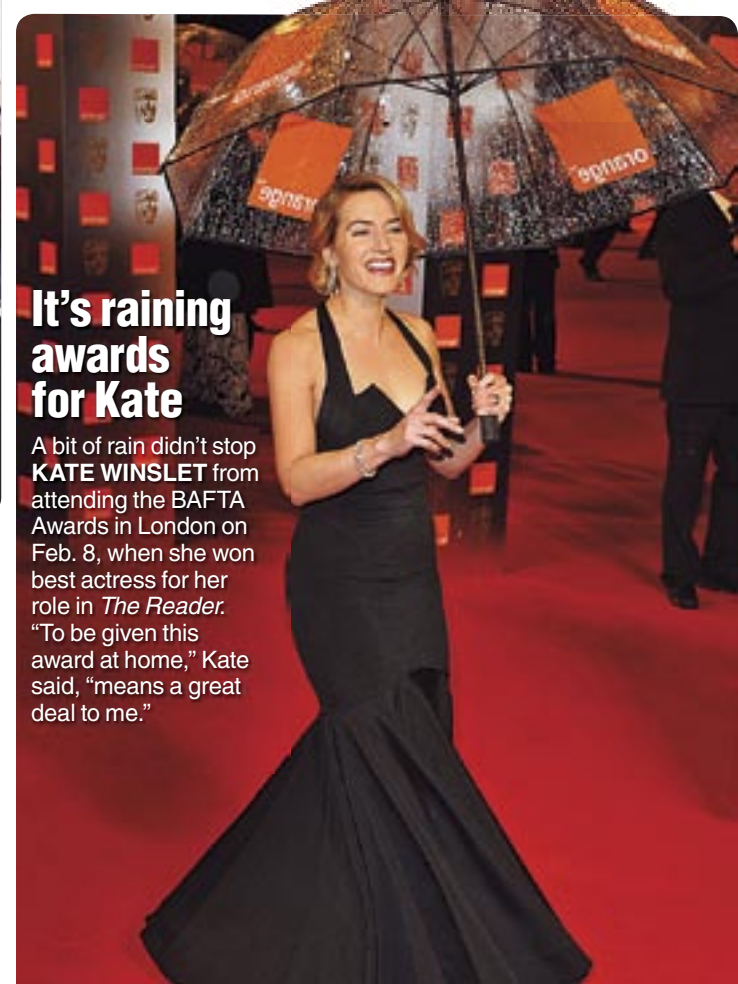 It's raining
awards
for Kate
A bit of rain didn't stop
KATE WINSLET from
attending the BAFTA
Awards in London on
Feb. 8, when she won
best actress for her
role in The Reader.
“To be given this
award at home,” Kate
said, “means a great
deal to me.”
orange
orange
orange